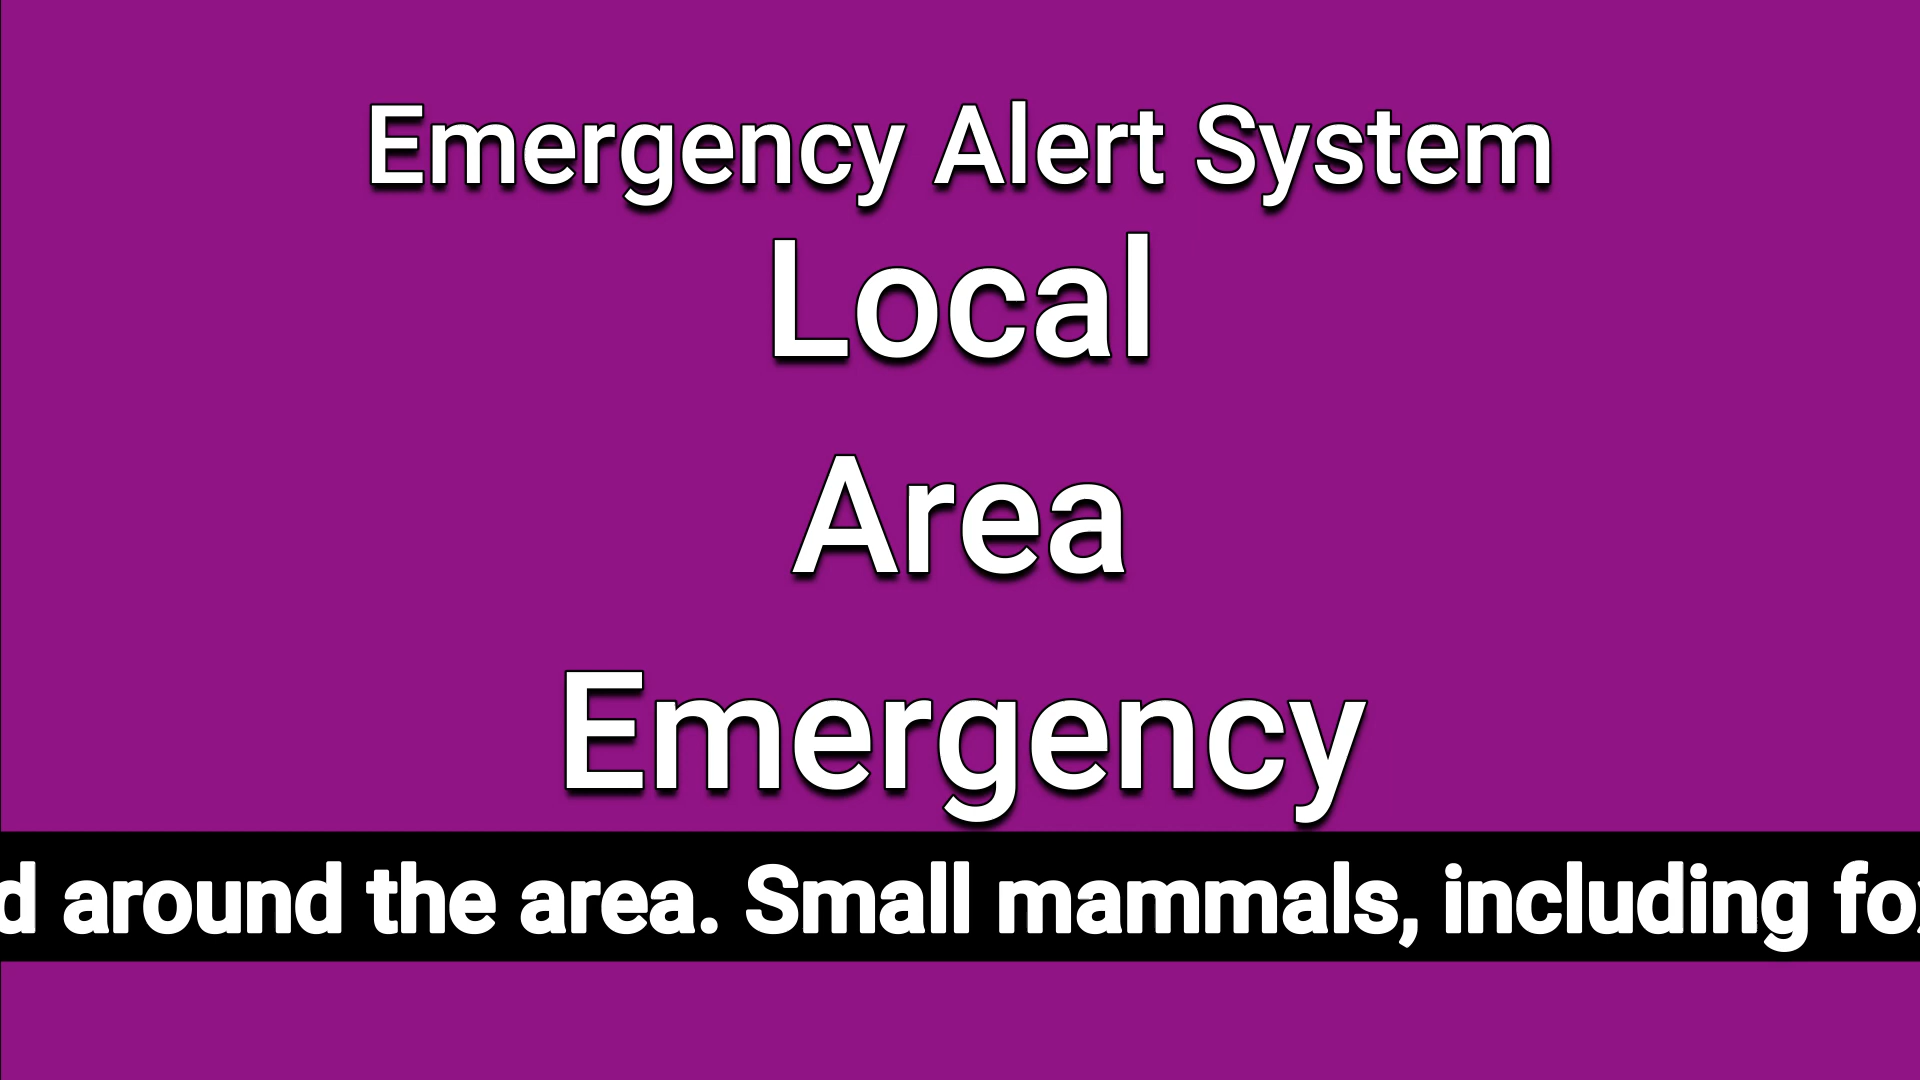 Emergency Alert System
Local
Area
Emergency
around the area. Small mammals, including